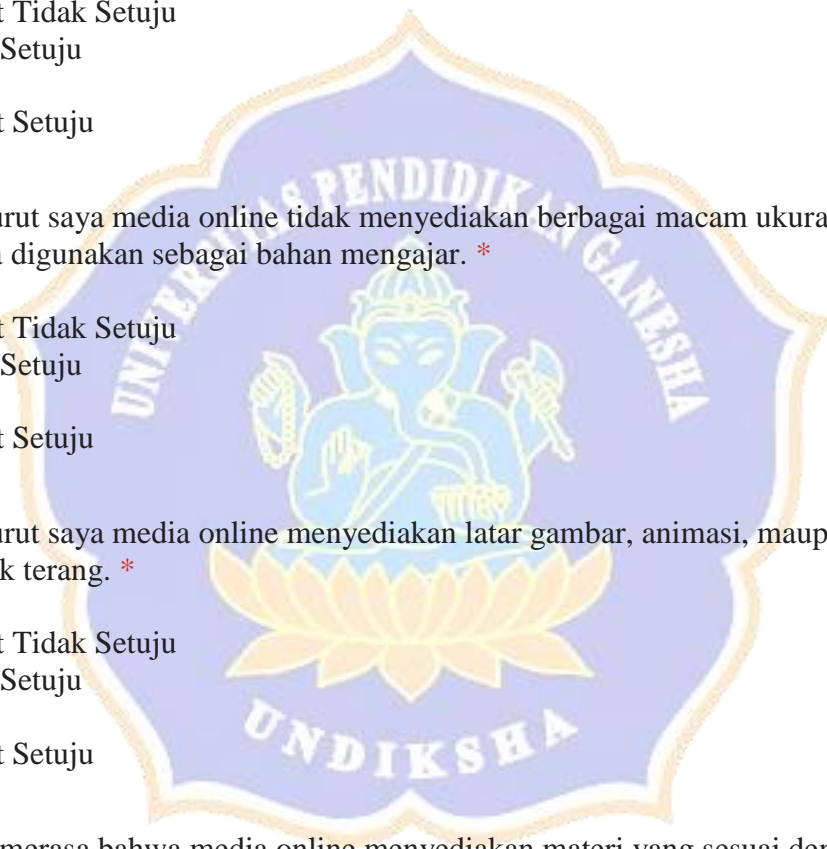 t Tidak Setuju
Setuju
t Setuju
UNIVERSITAS PENDIDIKAN GANESHA
urut saya media online tidak menyediakan berbagai macam ukura
digunakan sebagai bahan mengajar. *
t Tidak Setuju
Setuju
t Setuju
urut saya media online menyediakan latar gambar, animasi, maup
k terang. *
t Tidak Setuju
Setuju
UNDIKSHA
t Setuju
merasa bahwa media online menyediakan materi yang sesuai den